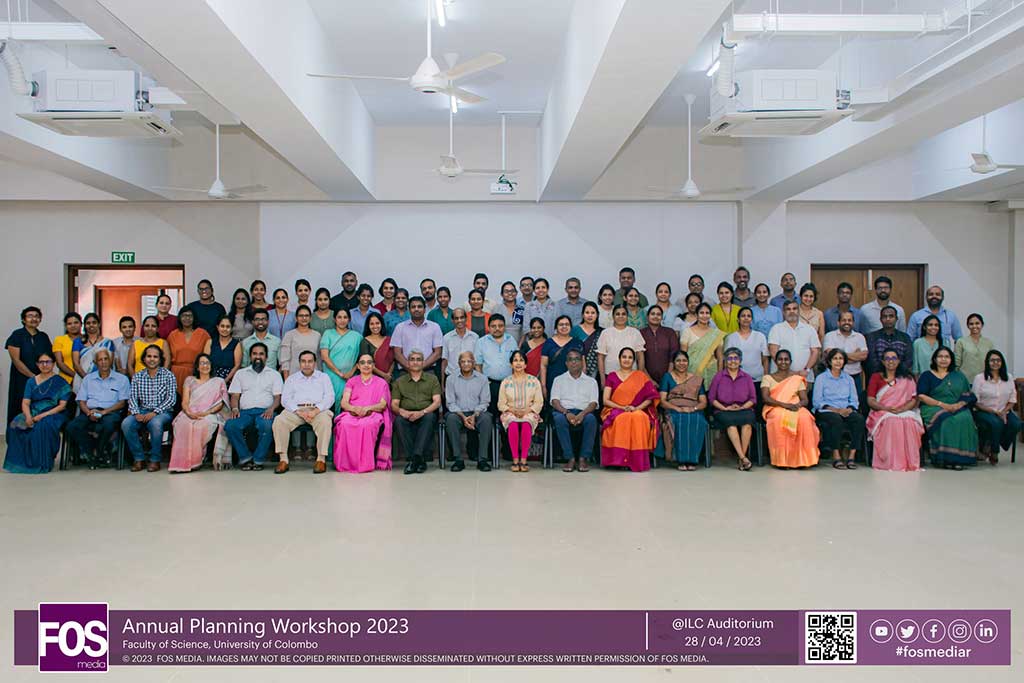 EXIT
FOS
media
Annual Planning Workshop 2023
Faculty of Science, University of Colombo
© 2023 FOS MEDIA. IMAGES MAY NOT BE COPIED PRINTED OTHERWISE DISSEMINATED WITHOUT EXPRESS WRITTEN PERMISSION OF FOS MEDIA.
@ILC Auditorium
28 / 04 / 2023
#fosmediar